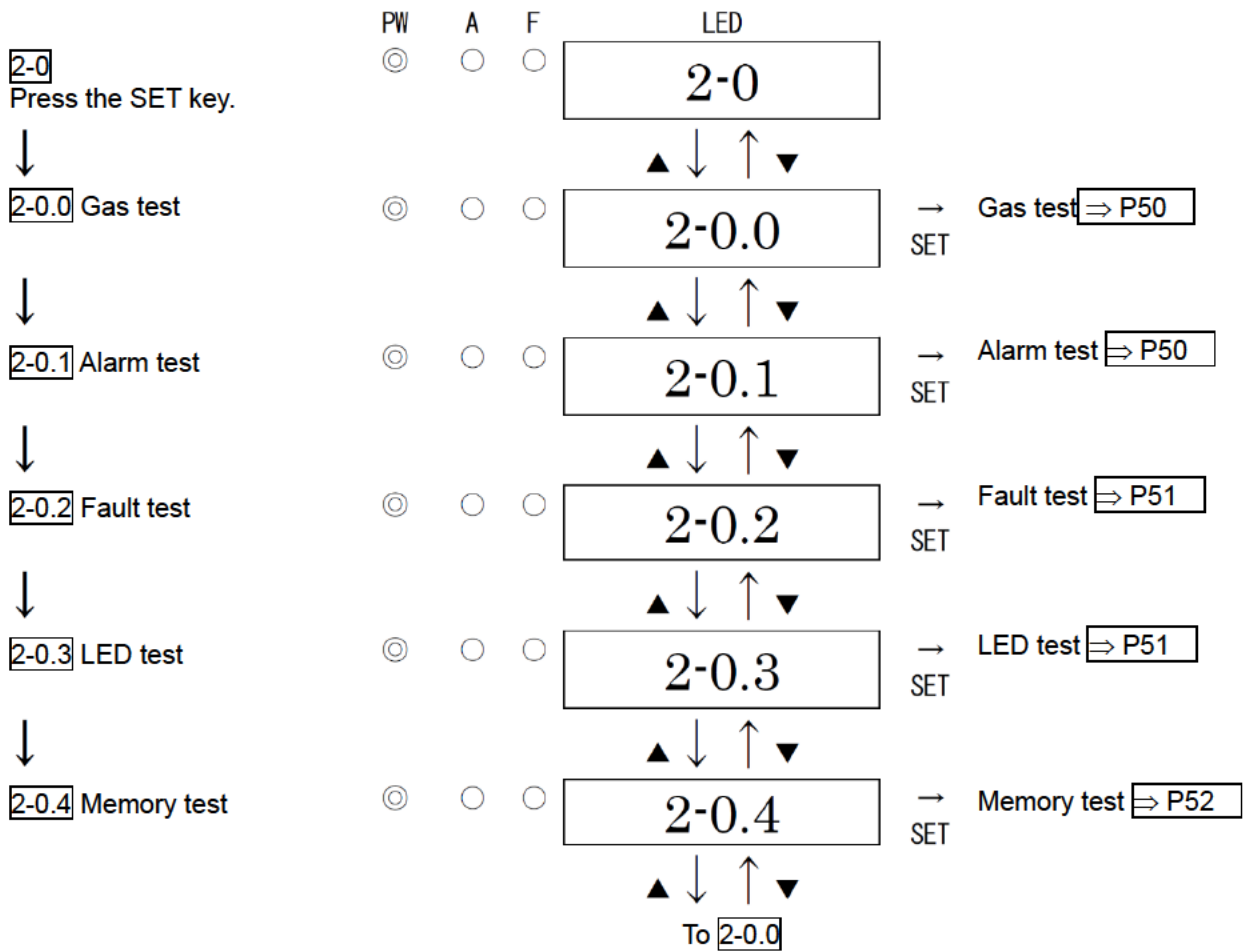 PW A F LED
2-0 2-0
Press the SET key.
▲ ↓ ↑ ▼
2-0.0 Gas test 2-0.0 → Gas test ⇒ P50
SET
▲ ↓ ↑ ▼
2-0.1 Alarm test 2-0.1 → Alarm test ⇒ P50
SET
▲ ↓ ↑ ▼
2-0.2 Fault test 2-0.2 → Fault test ⇒ P51
SET
▲ ↓ ↑ ▼
2-0.3 LED test 2-0.3 → LED test ⇒ P51
SET
▲ ↓ ↑ ▼
2-0.4 Memory test 2-0.4 → Memory test ⇒ P52
SET
▲ ↓ ↑ ▼
To 2-0.0